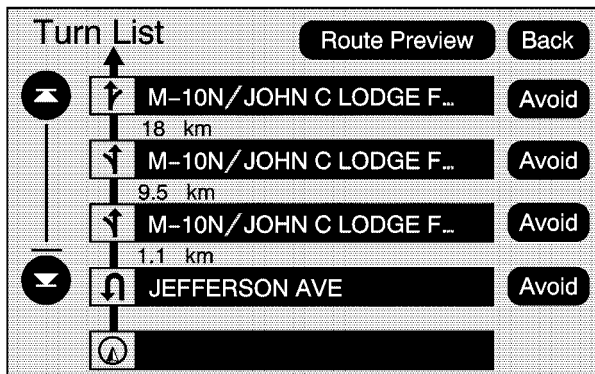 Turn List
Route Preview
Back
M-10N/JOHN C LODGE F...
Avoid
18 km
M-10N/JOHN C LODGE F...
Avoid
9.5 km
M-10N/JOHN C LODGE F...
Avoid
1.1 km
JEFFERSON AVE
Avoid